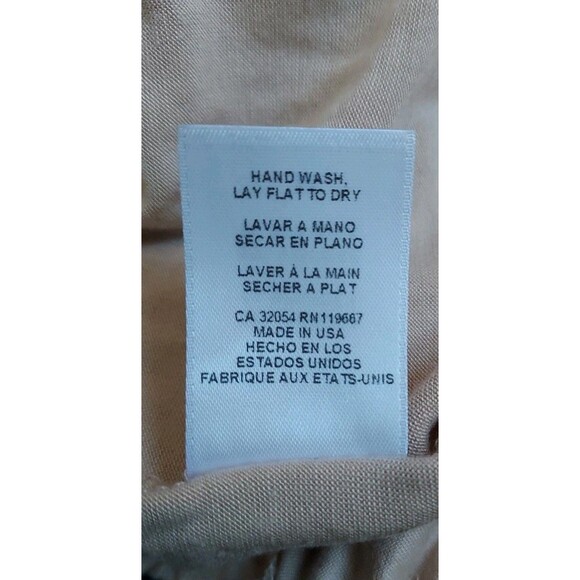 HAND WASH,
LAY FLAT TO DRY
LAVAR A MANO
SECAR EN PLANO
LAVER À LA MAIN
SECHER A PLAT
CA 32054 RN119667
MADE IN USA
HECHO EN LOS
ESTADOS UNIDOS
FABRIQUE AUX ETATS-UNIS